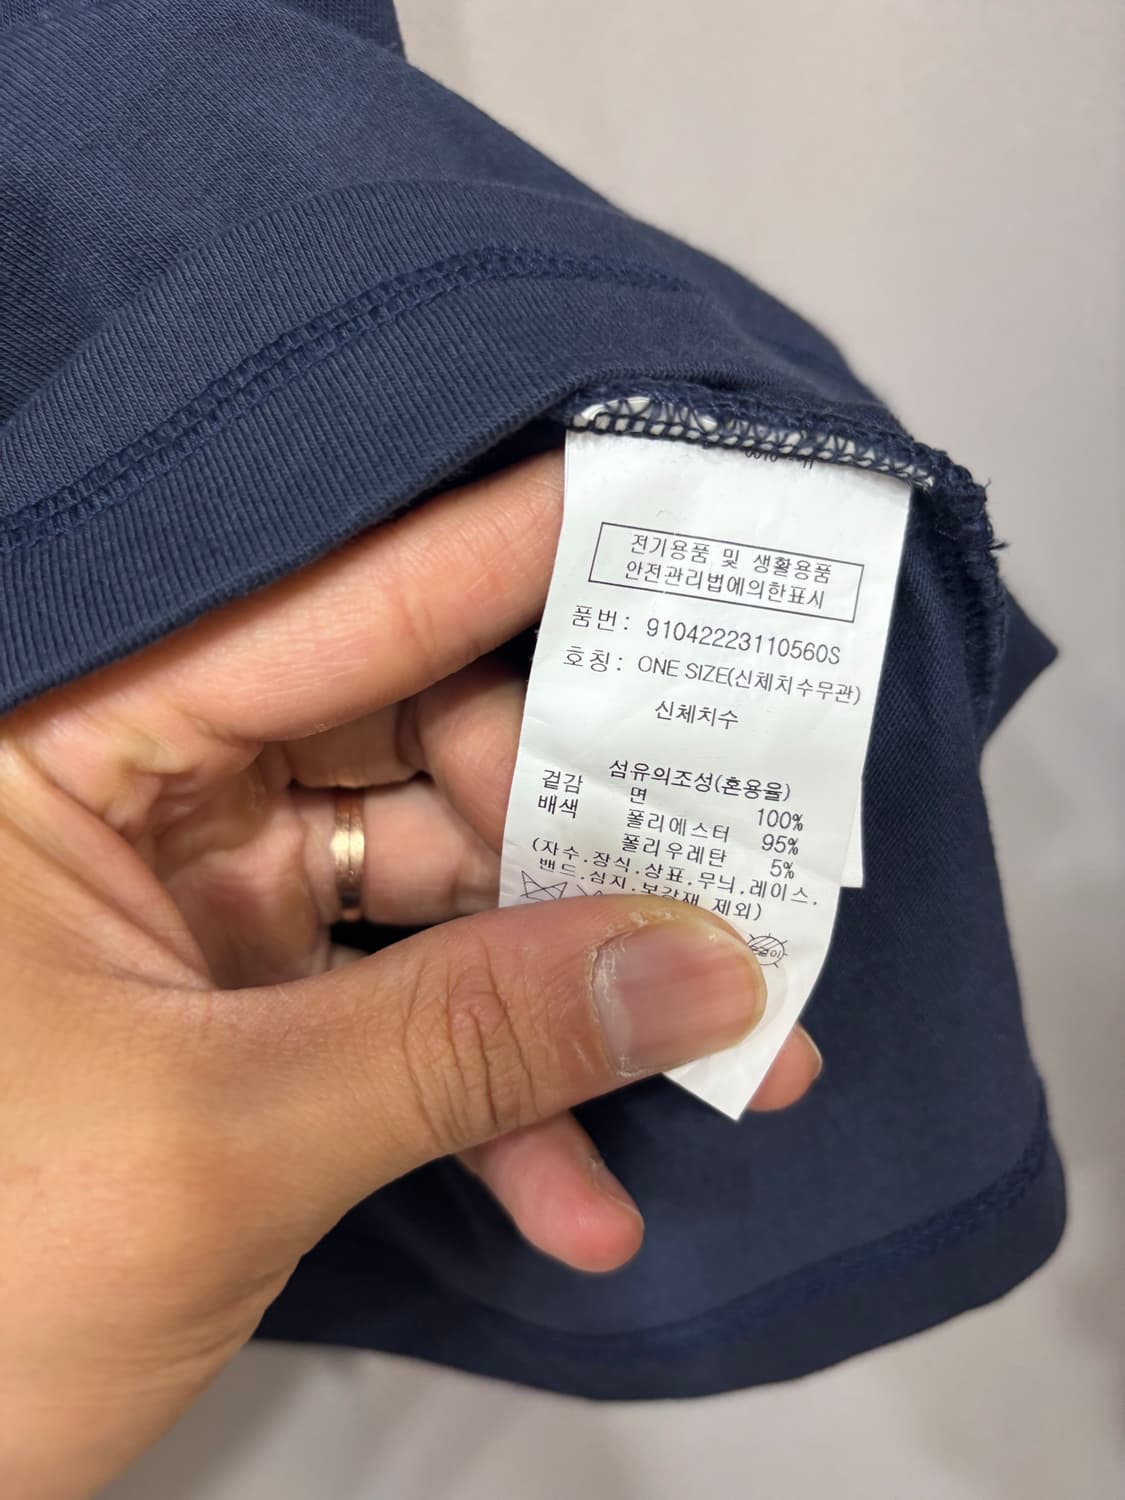 전기용품 및 생활용품
안전관리법에의한표시
품번: 91042223110560S
호칭: ONE SIZE(신체치수무관)
신체치수
섬유의조성(혼용율)
겉감 면 100%
배색 폴리에스터 95%
폴리우레탄 5%
(자수.장식.상표.무늬.레이스.
밴드.심지.보강재 제외)